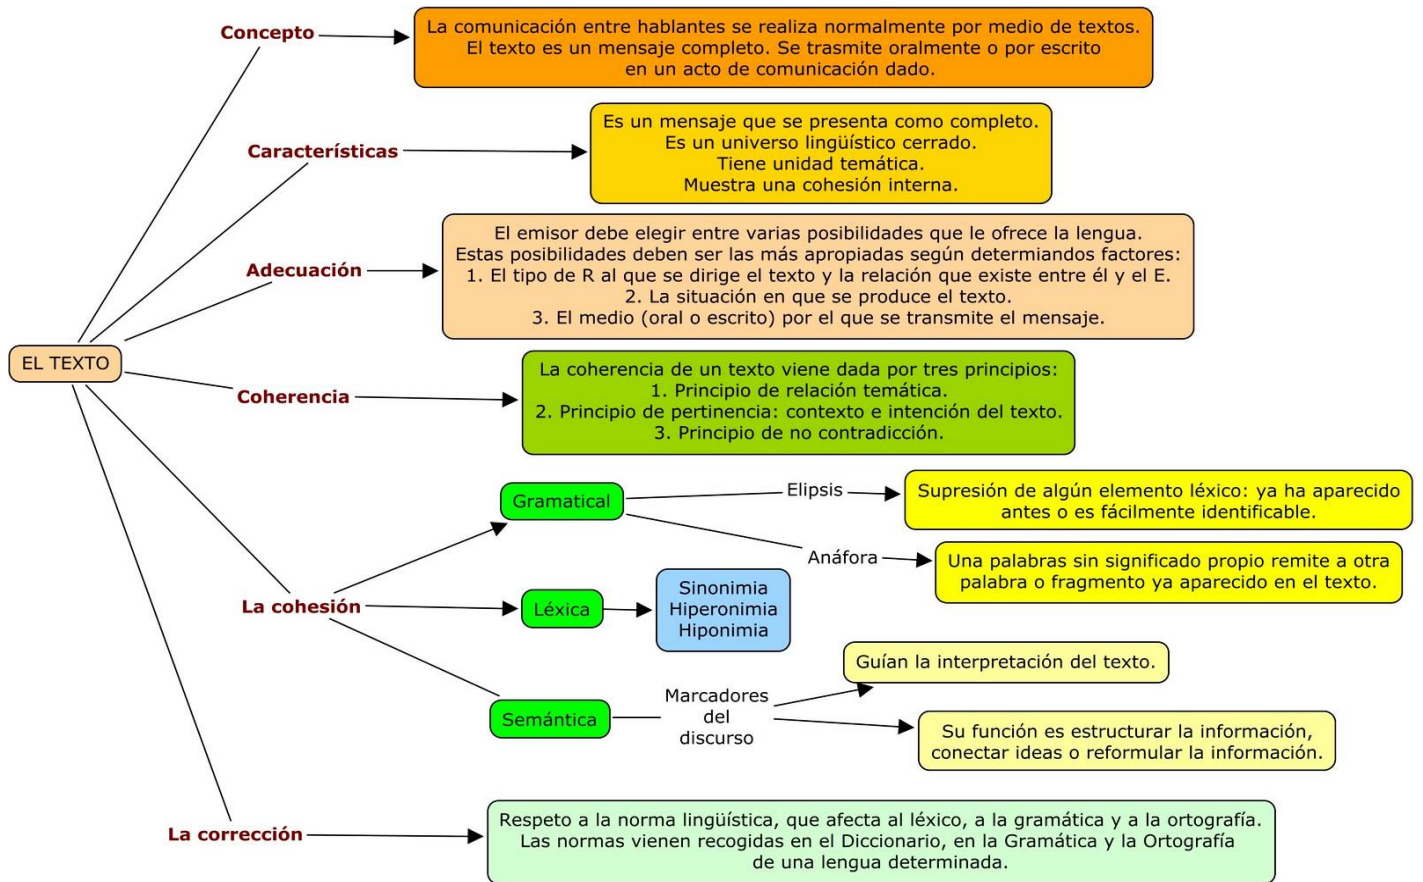 Concepto
La comunicación entre hablantes se realiza normalmente por medio de textos.
El texto es un mensaje completo. Se trasmite oralmente o por escrito
en un acto de comunicación dado.
Característicás
Es un mensaje que se presenta como completo.
Es un universo lingüístico cerrado.
Tiene unidad temática.
Muestra una cohesión interna.
Adecuación
El emisor debe elegir entre varias posibilidades que le ofrece la lengua.
Estas posibilidades deben ser las más apropiadas según determiandos factores:
1. El tipo de R al que se dirige el texto y la relación que existe entre él y el E.
2. La situación en que se produce el texto.
3. El medio (oral o escrito) por el que se transmite el mensaje.
EL TEXTO
Coherencia
La coherencia de un texto viene dada por tres principios:
1. Principio de relación temática.
2. Principio de pertinencia: contexto e intención del texto.
3. Principio de no contradicción.
La cohesión
Gramatical
Elipsis
Supresión de algún elemento léxico: ya ha aparecido
antes o es fácilmente identificable.
Anáfora
Una palabras sin significado propio remite a otra
palabra o fragmento ya aparecido en el texto.
Léxica
Sinonimia
Hiperonimia
Hiponimia
Semántica
Marcadores
del
discurso
Guían la interpretación del texto.
Su función es estructurar la información,
conectar ideas o reformular la información.
La corrección
Respeto a la norma lingüística, que afecta al léxico, a la gramática y a la ortografía.
Las normas vienen recogidas en el Diccionario, en la Gramática y la Ortografía
de una lengua determinada.